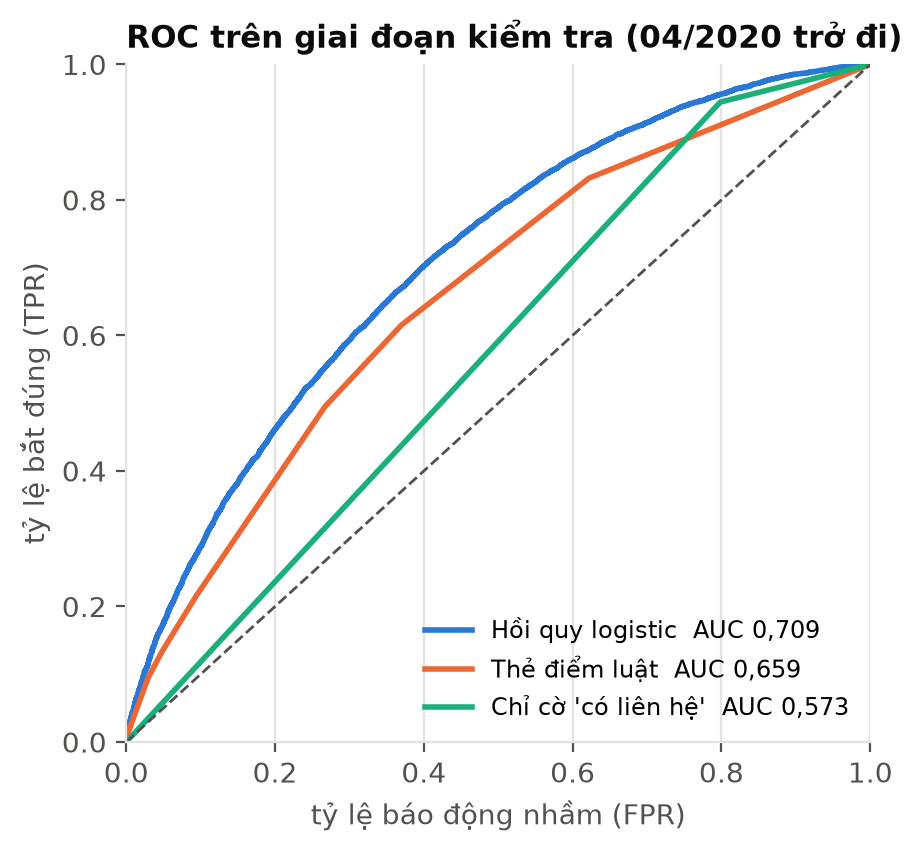 ROC trên giai đoạn kiểm tra (04/2020 trở đi)
1.0
0.8
0.6
0.4
0.2
0.0
tỷ lệ bắt đúng (TPR)
Hồi quy logistic AUC 0,709
Thẻ điểm luật AUC 0,659
Chỉ cờ 'có liên hệ' AUC 0,573
0.0 0.2 0.4 0.6 0.8 1.0
tỷ lệ báo động nhầm (FPR)